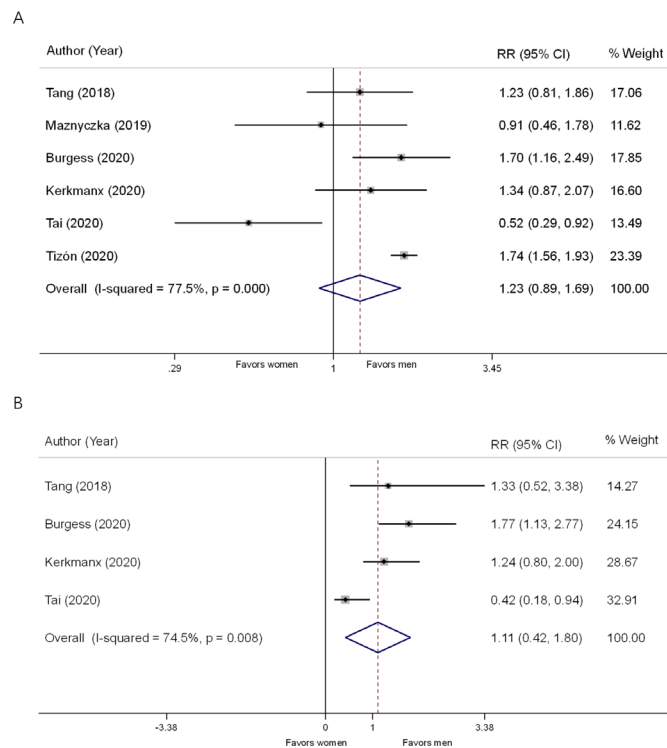 A
Author (Year) RR (95% CI) % Weight
Tang (2018) 1.23 (0.81, 1.86) 17.06
Maznyczka (2019) 0.91 (0.46, 1.78) 11.62
Burgess (2020) 1.70 (1.16, 2.49) 17.85
Kerkmanx (2020) 1.34 (0.87, 2.07) 16.60
Tai (2020) 0.52 (0.29, 0.92) 13.49
Tizón (2020) 1.74 (1.56, 1.93) 23.39
Overall (I-squared = 77.5%, p = 0.000) 1.23 (0.89, 1.69) 100.00
Favors women Favors men
.29 1 3.45
B
Author (Year) RR (95% CI) % Weight
Tang (2018) 1.33 (0.52, 3.38) 14.27
Burgess (2020) 1.77 (1.13, 2.77) 24.15
Kerkmanx (2020) 1.24 (0.80, 2.00) 28.67
Tai (2020) 0.42 (0.18, 0.94) 32.91
Overall (I-squared = 74.5%, p = 0.008) 1.11 (0.42, 1.80) 100.00
-3.38 0 1 3.38
Favors women Favors men